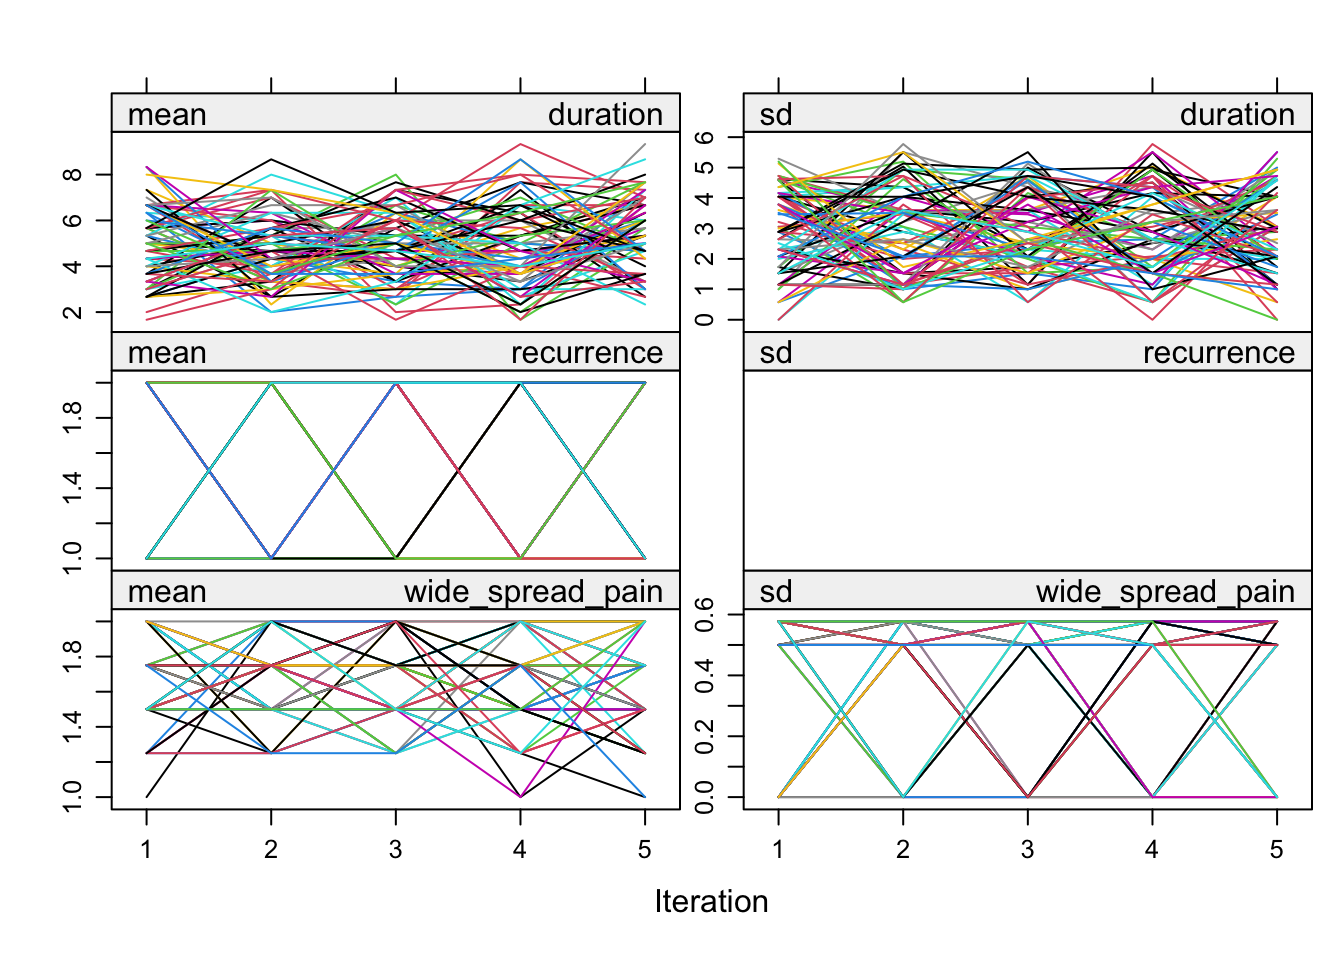 mean duration
sd duration
8
6
4
2
6
5
4
3
2
1
0
mean recurrence
sd recurrence
1.8
1.4
1.0
mean wide_spread_pain
sd wide_spread_pain
1.8
1.4
1.0
0.6
0.4
0.2
0.0
1 2 3 4 5
1 2 3 4 5
Iteration